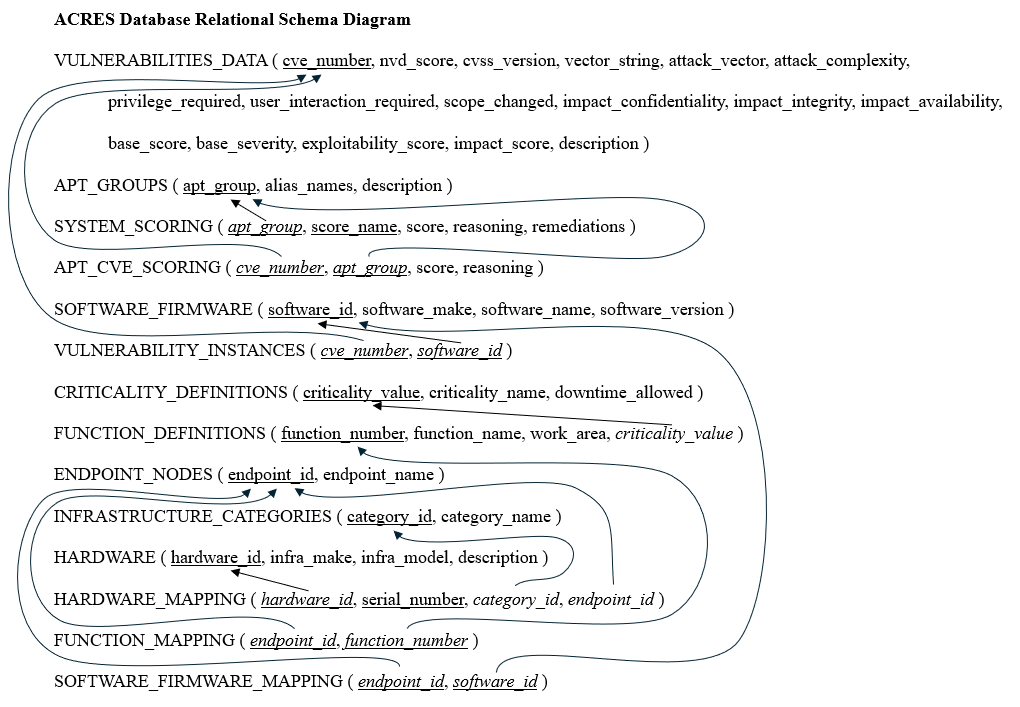 ACRES Database Relational Schema Diagram
VULNERABILITIES_DATA ( cve_number, nvd_score, cvss_version, vector_string, attack_vector, attack_complexity,
privilege_required, user_interaction_required, scope_changed, impact_confidentiality, impact_integrity, impact_availability,
base_score, base_severity, exploitability_score, impact_score, description )
APT_GROUPS ( apt_group, alias_names, description )
SYSTEM_SCORING ( apt_group, score_name, score, reasoning, remediations )
APT_CVE_SCORING ( cve_number, apt_group, score, reasoning )
SOFTWARE_FIRMWARE ( software_id, software_make, software_name, software_version )
VULNERABILITY_INSTANCES ( cve_number, software_id )
CRITICALITY_DEFINITIONS ( criticality_value, criticality_name, downtime_allowed )
FUNCTION_DEFINITIONS ( function_number, function_name, work_area, criticality_value )
ENDPOINT_NODES ( endpoint_id, endpoint_name )
INFRASTRUCTURE_CATEGORIES ( category_id, category_name )
HARDWARE ( hardware_id, infra_make, infra_model, description )
HARDWARE_MAPPING ( hardware_id, serial_number, category_id, endpoint_id )
FUNCTION_MAPPING ( endpoint_id, function_number )
SOFTWARE_FIRMWARE_MAPPING ( endpoint_id, software_id )